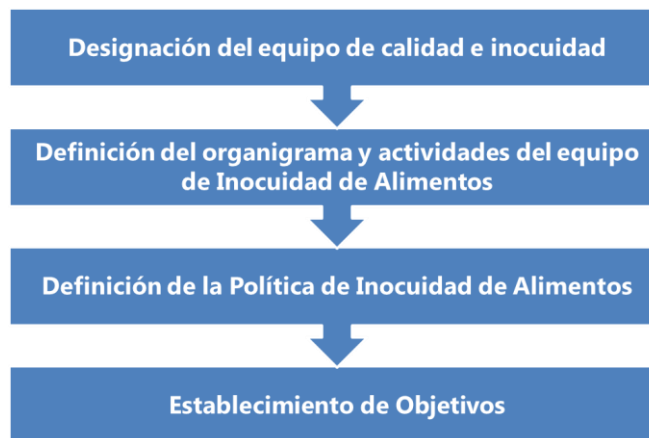 Designación del equipo de calidad e inocuidad
Definición del organigrama y actividades del equipo
de Inocuidad de Alimentos
Definición de la Política de Inocuidad de Alimentos
Establecimiento de Objetivos